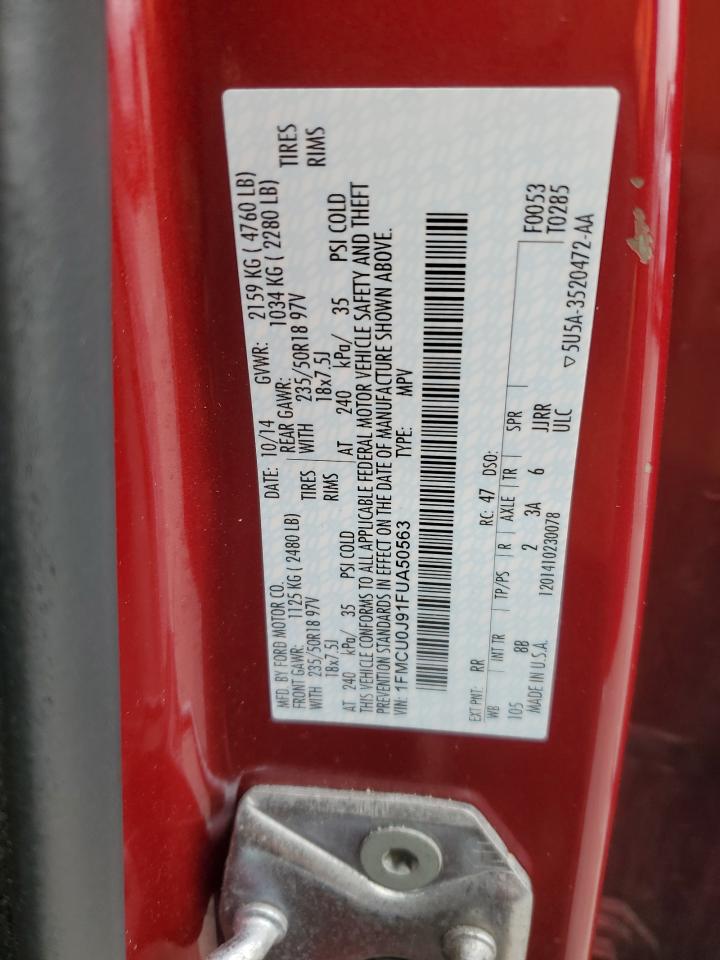 MFD. BY FORD MOTOR CO.
DATE: 10/14 GVWR: 2159 KG ( 4760 LB)
FRONT GAWR: 1125 KG ( 2480 LB) REAR GAWR: 1034 KG ( 2280 LB)
WITH 235/50R18 97V TIRES WITH 235/50R18 97V TIRES
18x7.5J RIMS 18x7.5J RIMS
AT 240 kPa/ 35 PSI COLD AT 240 kPa/ 35 PSI COLD
THIS VEHICLE CONFORMS TO ALL APPLICABLE FEDERAL MOTOR VEHICLE SAFETY AND THEFT
PREVENTION STANDARDS IN EFFECT ON THE DATE OF MANUFACTURE SHOWN ABOVE.
VIN: 1FMCU0J91FUA50563 TYPE: MPV
F0053
T0285
EXT PNT: RR RC: 47 DSO:
WB INT TR TP/PS R AXLE TR SPR
105 8B 2 3A 6 JJRR
ULC
MADE IN U.S.A. 1201410230078
▽5U5A-3520472-AA